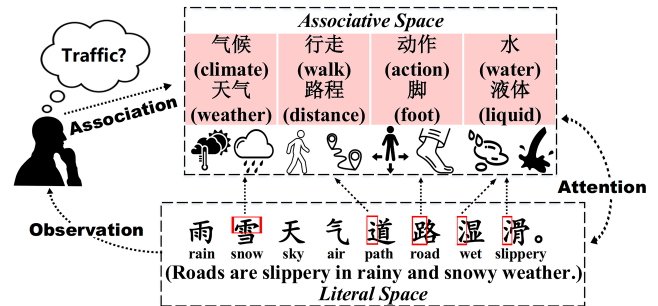 Associative Space
Traffic?
气候 行走 动作 水
(climate) (walk) (action) (water)
天气 路程 脚 液体
(weather) (distance) (foot) (liquid)
Association
Attention
Observation
雨 雪 天 气 道 路 湿 滑。
rain snow sky air path road wet slippery
(Roads are slippery in rainy and snowy weather.)
Literal Space